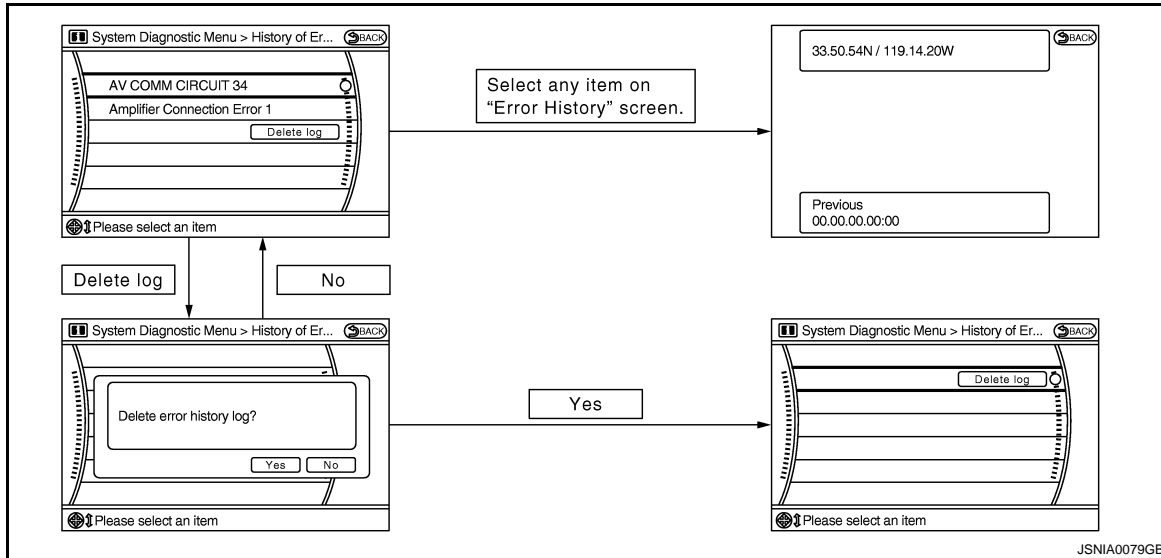 System Diagnostic Menu > History of Er... BACK
AV COMM CIRCUIT 34
Amplifier Connection Error 1
Delete log
Please select an item
Select any item on
“Error History” screen.
BACK
33.50.54N / 119.14.20W
Previous
00.00.00.00:00
Delete log
No
System Diagnostic Menu > History of Er... BACK
Delete error history log?
Yes No
Please select an item
Yes
System Diagnostic Menu > History of Er... BACK
Delete log
Please select an item
JSNIA0079GB